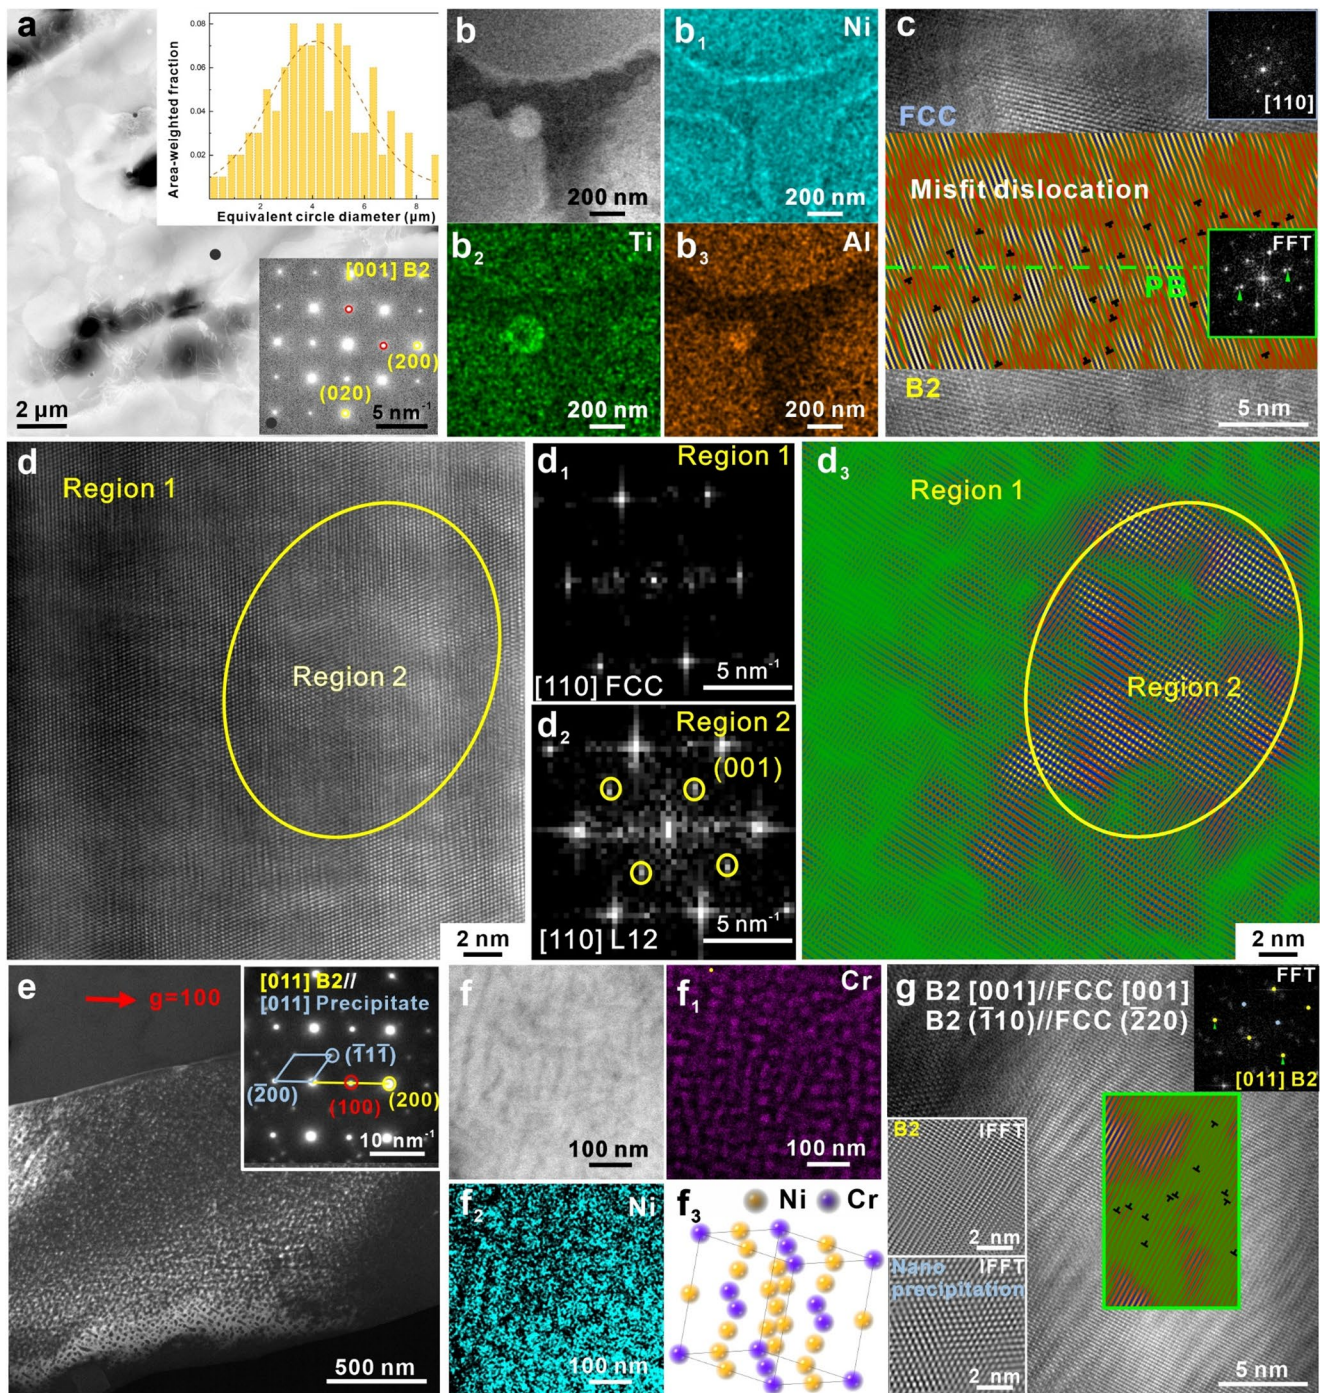 a
Area-weighted fraction
0.08
0.06
0.04
0.02
0
2
4
6
8
Equivalent circle diameter (μm)
[001] B2
(200)
(020)
5 nm⁻¹
2 μm
b
200 nm
b₁
Ni
200 nm
b₂
Ti
200 nm
b₃
Al
200 nm
c
[110]
FCC
Misfit dislocation
FFT
PB
B2
5 nm
d
Region 1
Region 2
2 nm
d₁
Region 1
[110] FCC
5 nm⁻¹
d₂
Region 2
(001)
[110] L12
5 nm⁻¹
d₃
Region 1
Region 2
2 nm
e
g=100
[011] B2//
[011] Precipitate
(1̅11̅)
(2̅00)
(100)
(200)
10 nm⁻¹
500 nm
f
100 nm
f₁
Cr
100 nm
f₂
Ni
100 nm
f₃
Ni
Cr
g
B2 [001]//FCC [001]
B2 (1̅10)//FCC (2̅20)
FFT
[011] B2
B2
IFFT
2 nm
Nano
IFFT
precipitation
2 nm
5 nm